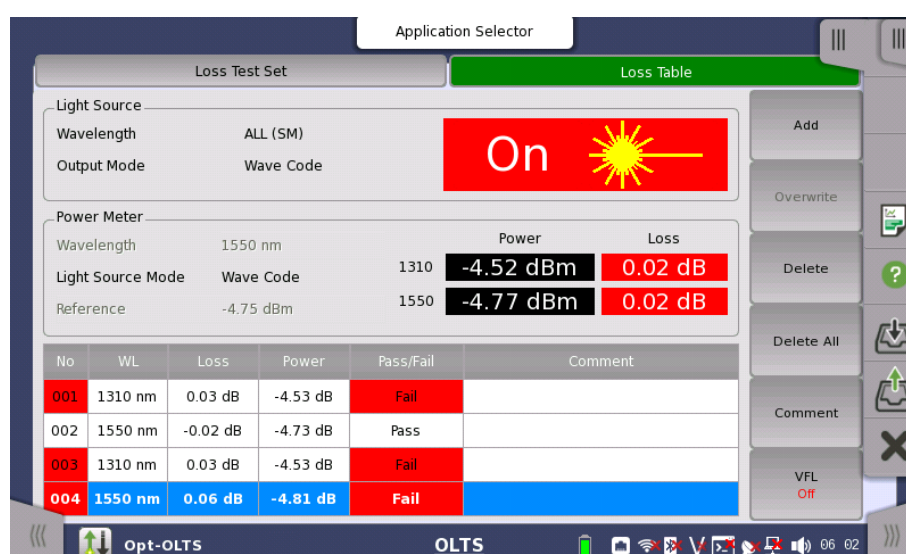 Application Selector
Loss Test Set Loss Table
Light Source
Wavelength ALL (SM)
Output Mode Wave Code
On
Power Meter
Power Loss
Wavelength 1550 nm
1310 -4.52 dBm 0.02 dB
Light Source Mode Wave Code
1550 -4.77 dBm 0.02 dB
Reference -4.75 dBm
No WL Loss Power Pass/Fail Comment
001 1310 nm 0.03 dB -4.53 dB Fail
002 1550 nm -0.02 dB -4.73 dB Pass
003 1310 nm 0.03 dB -4.53 dB Fail
004 1550 nm 0.06 dB -4.81 dB Fail
Add
Overwrite
Delete
Delete All
Comment
VFL
Off
Opt-OLTS OLTS 06 02